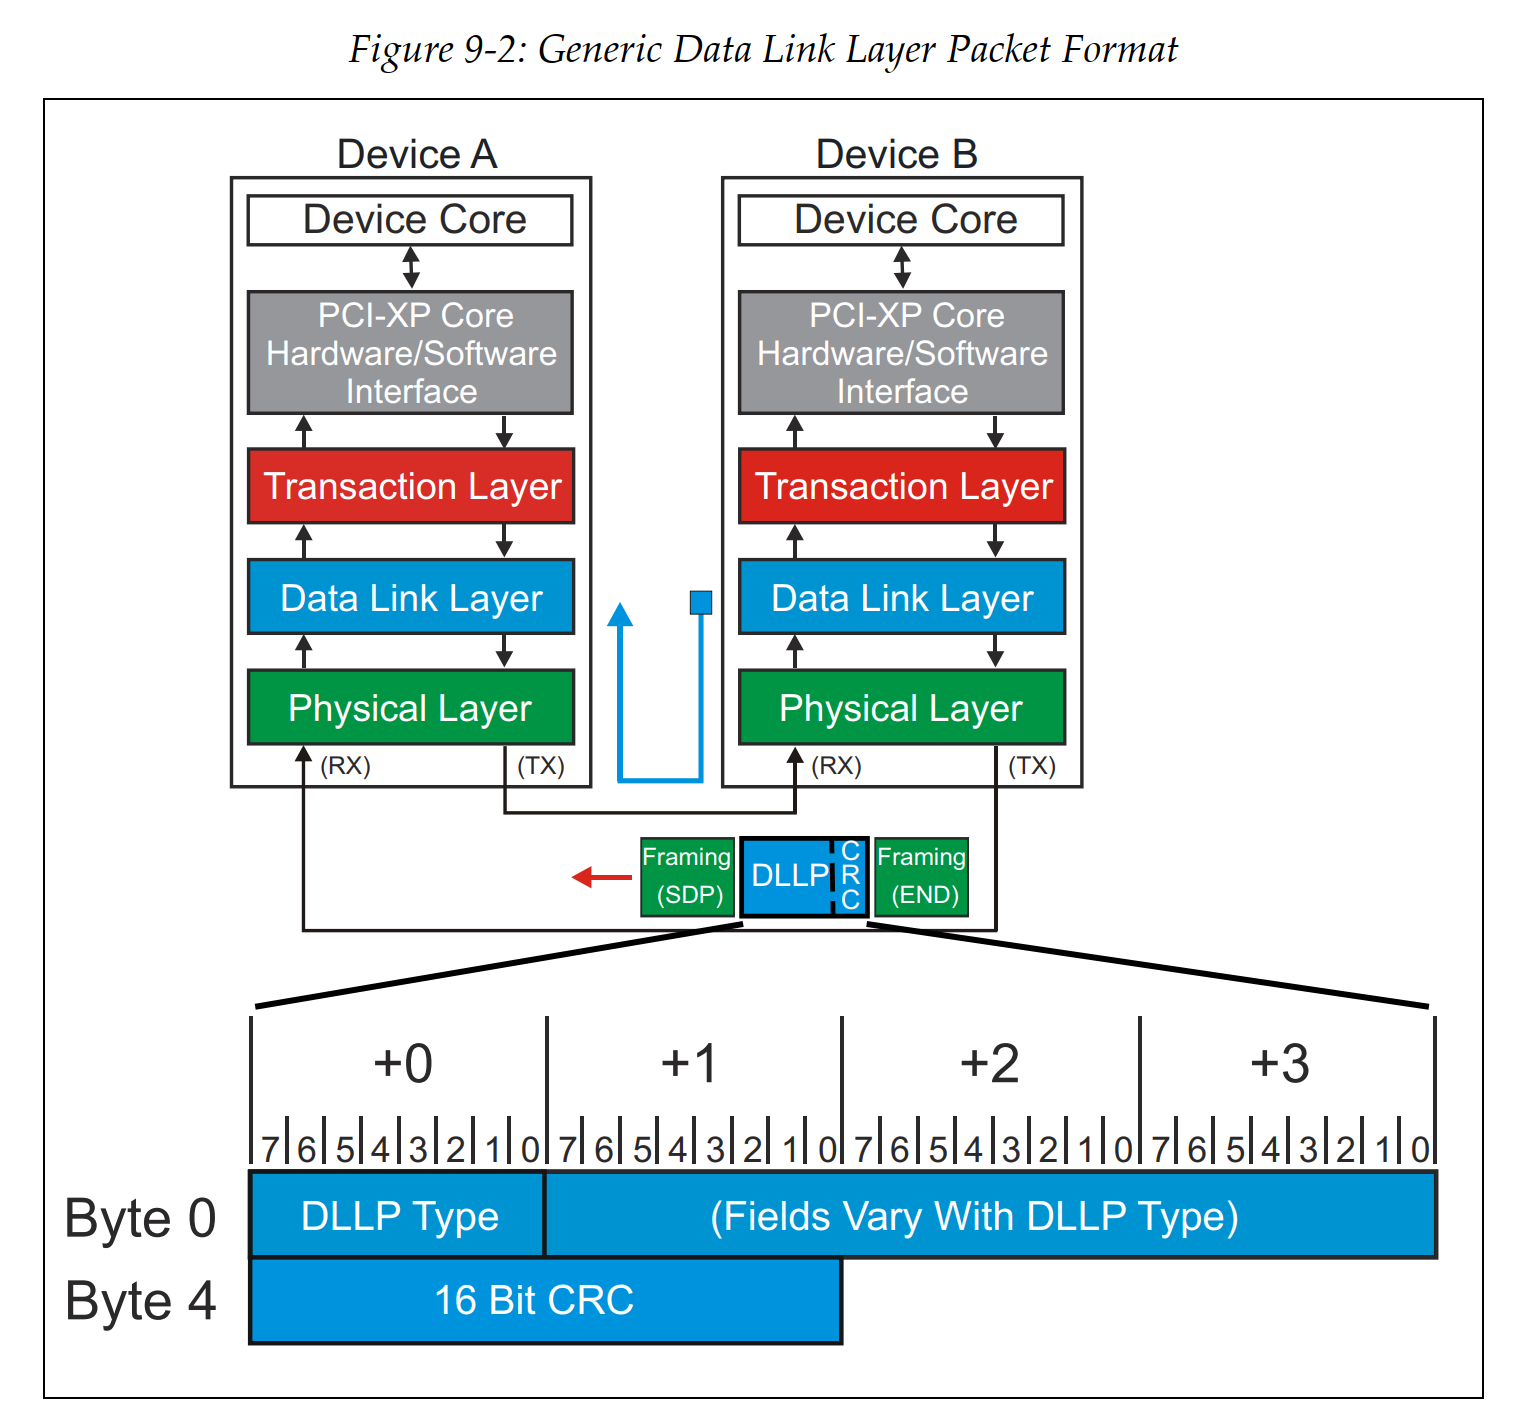 Figure 9-2: Generic Data Link Layer Packet Format
Device A
Device B
Device Core
Device Core
PCI-XP Core
Hardware/Software
Interface
PCI-XP Core
Hardware/Software
Interface
Transaction Layer
Transaction Layer
Data Link Layer
Data Link Layer
Physical Layer
Physical Layer
(RX)
(TX)
(RX)
(TX)
Framing
(SDP)
DLLP
CRC
Framing
(END)
+0 +1 +2 +3
7 6 5 4 3 2 1 0 7 6 5 4 3 2 1 0 7 6 5 4 3 2 1 0 7 6 5 4 3 2 1 0
Byte 0 DLLP Type (Fields Vary With DLLP Type)
Byte 4 16 Bit CRC